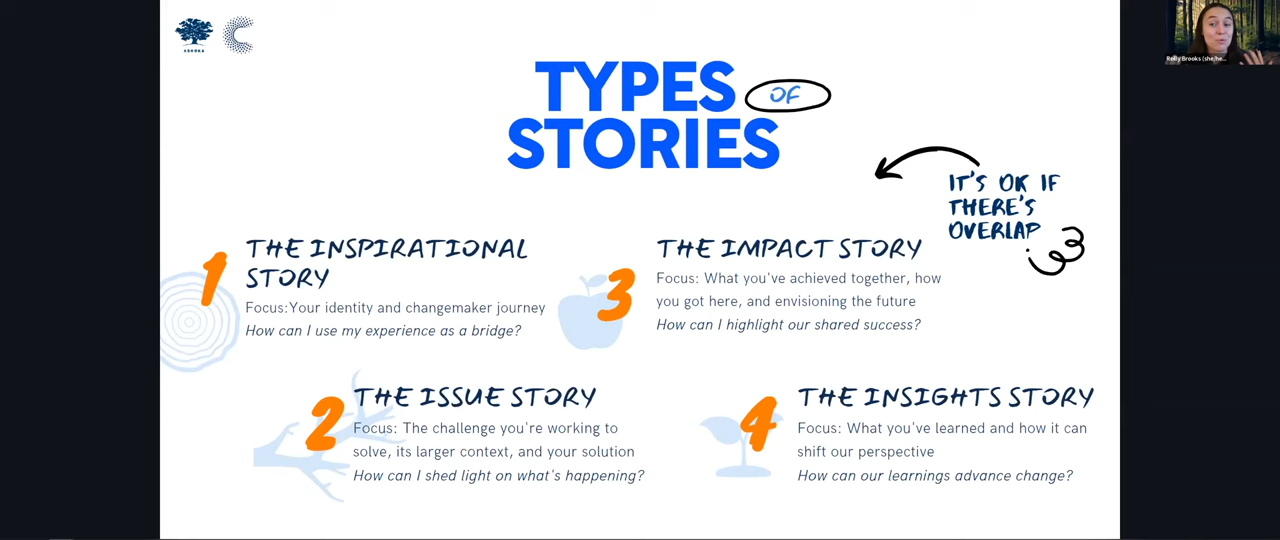 ASHOKA
Reilly Brooks (she/he...
TYPES OF
STORIES
IT'S OK IF
THERE'S
OVERLAP
1
THE INSPIRATIONAL
STORY
Focus:Your identity and changemaker journey
How can I use my experience as a bridge?
3
THE IMPACT STORY
Focus: What you've achieved together, how
you got here, and envisioning the future
How can I highlight our shared success?
2
THE ISSUE STORY
Focus: The challenge you're working to
solve, its larger context, and your solution
How can I shed light on what's happening?
4
THE INSIGHTS STORY
Focus: What you've learned and how it can
shift our perspective
How can our learnings advance change?